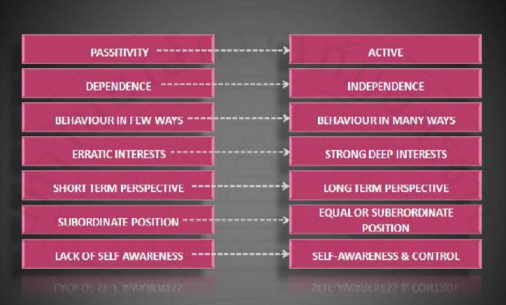 PASSITIVITY
ACTIVE
DEPENDENCE
INDEPENDENCE
BEHAVIOUR IN FEW WAYS
BEHAVIOUR IN MANY WAYS
ERRATIC INTERESTS
STRONG DEEP INTERESTS
SHORT TERM PERSPECTIVE
LONG TERM PERSPECTIVE
SUBORDINATE POSITION
EQUAL OR SUBERORDINATE
POSITION
LACK OF SELF AWARENESS
SELF-AWARENESS & CONTROL